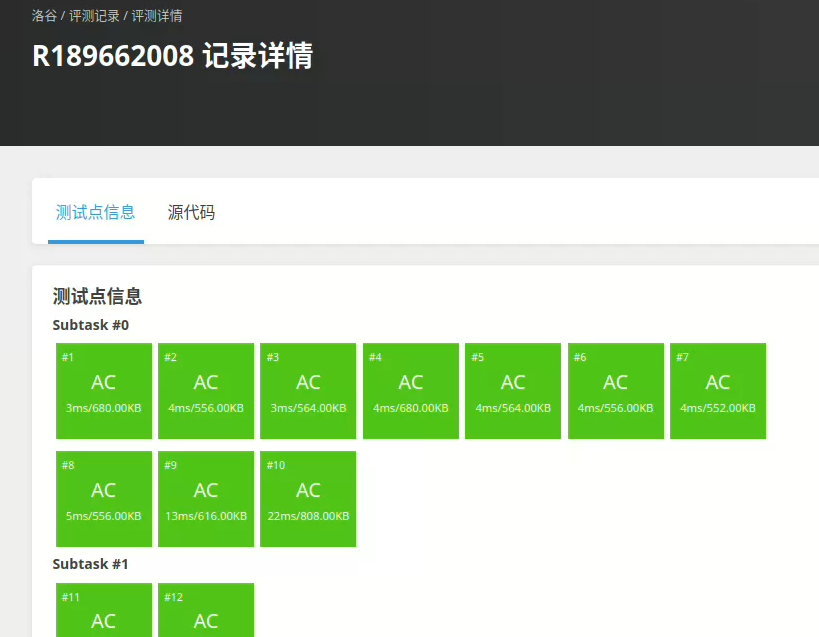 洛谷 / 评测记录 / 评测详情
R189662008 记录详情
测试点信息 源代码
测试点信息
Subtask #0
#1 #2 #3 #4 #5 #6 #7
AC AC AC AC AC AC AC
3ms/680.00KB 4ms/556.00KB 3ms/564.00KB 4ms/680.00KB 4ms/564.00KB 4ms/556.00KB 4ms/552.00KB
#8 #9 #10
AC AC AC
5ms/556.00KB 13ms/616.00KB 22ms/808.00KB
Subtask #1
#11 #12
AC AC